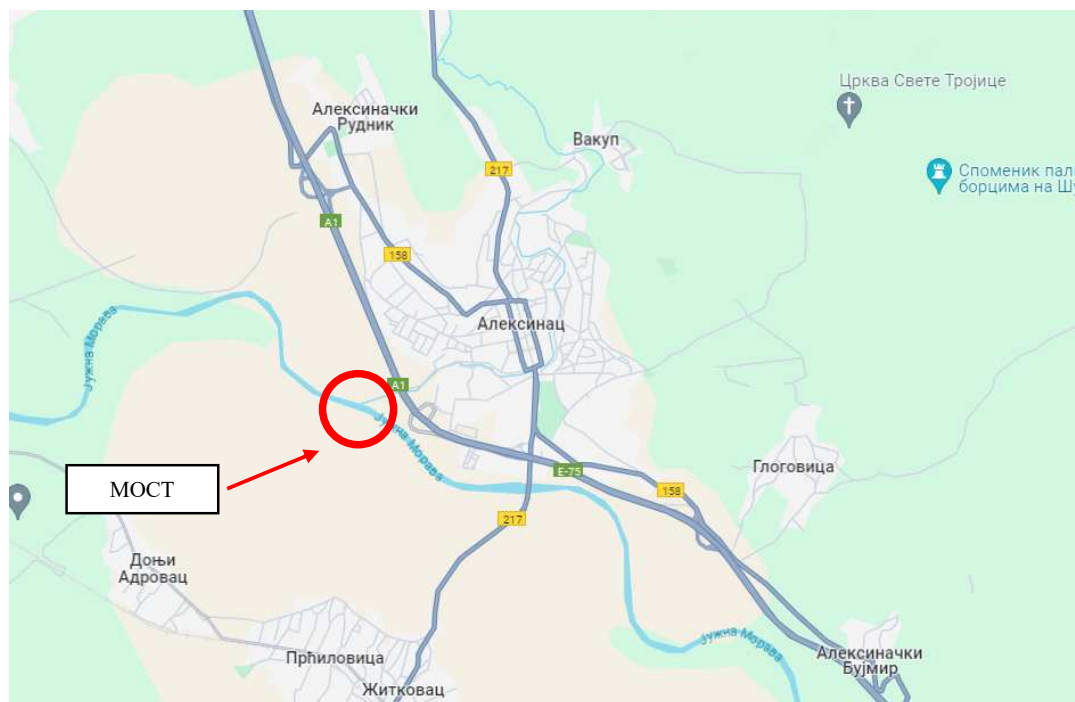 Црква Свете Тројице
Алексиначки
Рудник
Вакуп
217
Споменик пал
борцима на Шу
A1
158
Јужна Морава
Алексинац
A1
Јужна Морава
МОСТ
E-75
Глоговица
158
217
Доњи
Адровац
Јужна Морава
Прћиловица
Житковац
Алексиначки
Бујмир